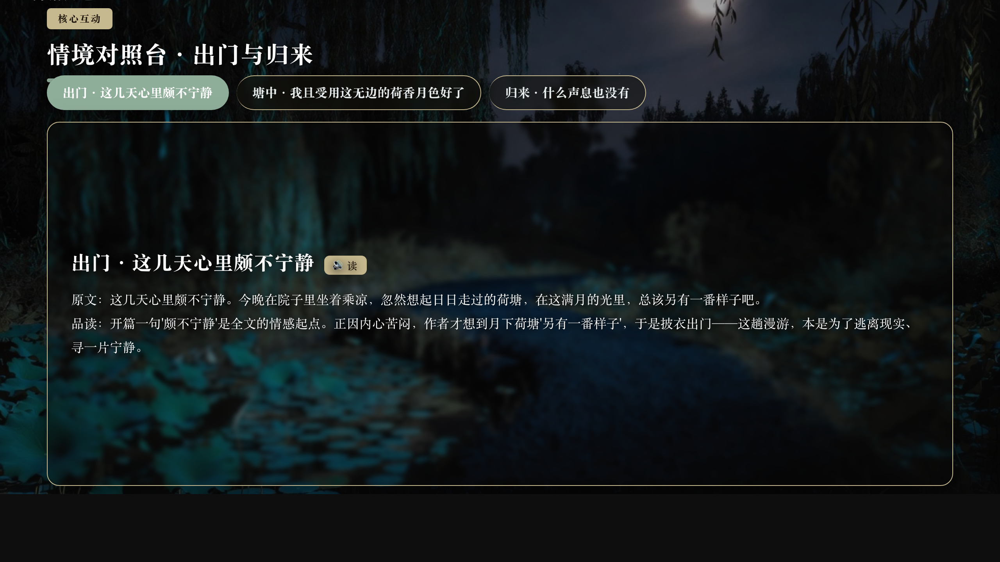 核心互动
情境对照台 · 出门与归来
出门 · 这几天心里颇不宁静
塘中 · 我且受用这无边的荷香月色好了
归来 · 什么声息也没有
出门 · 这几天心里颇不宁静
读
原文：这几天心里颇不宁静。今晚在院子里坐着乘凉，忽然想起日日走过的荷塘，在这满月的光里，总该另有一番样子吧。
品读：开篇一句'颇不宁静'是全文的情感起点。正因内心苦闷，作者才想到月下荷塘'另有一番样子'，于是披衣出门——这趟漫游，本是为了逃离现实、
寻一片宁静。